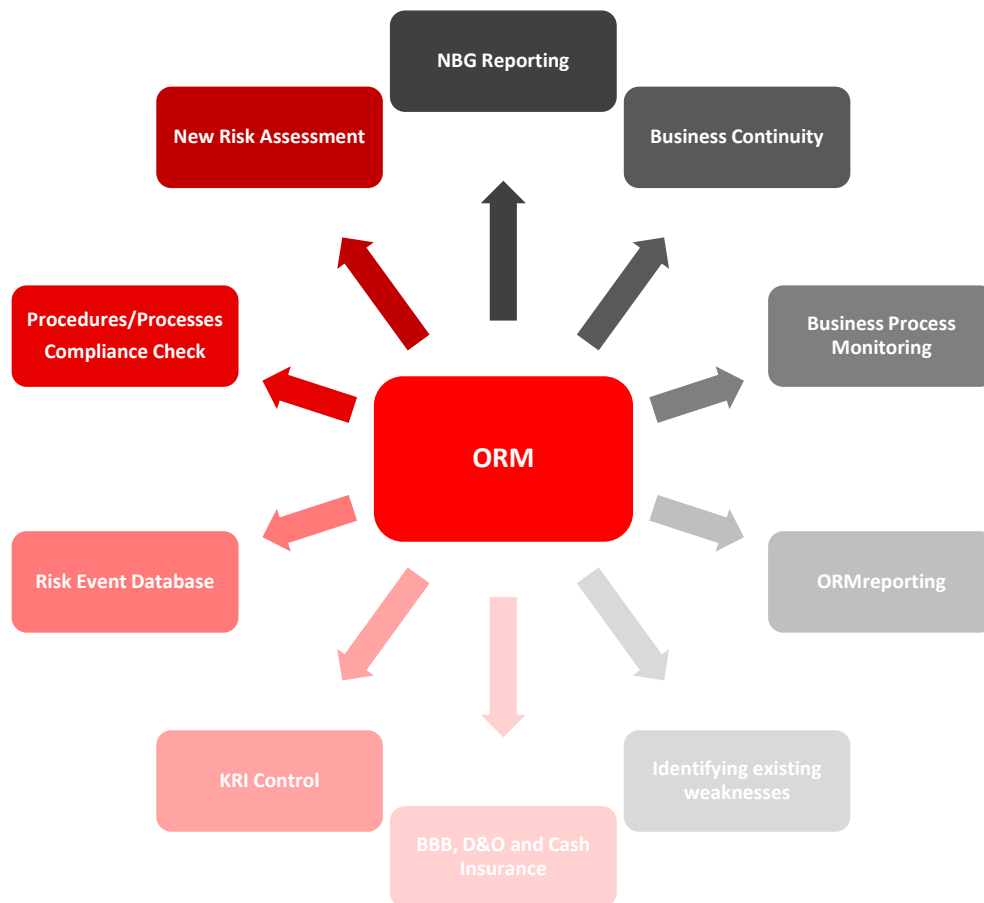 NBG Reporting
New Risk Assessment
Business Continuity
Procedures/Processes
Compliance Check
Business Process
Monitoring
ORM
Risk Event Database
ORMreporting
KRI Control
Identifying existing
weaknesses
BBB, D&O and Cash
Insurance